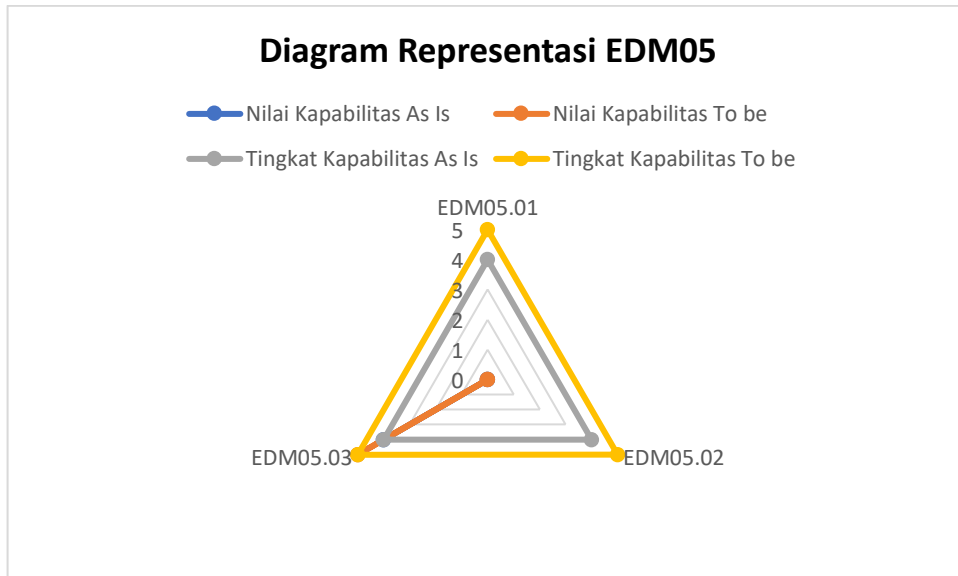 Diagram Representasi EDM05
Nilai Kapabilitas As Is
Nilai Kapabilitas To be
Tingkat Kapabilitas As Is
Tingkat Kapabilitas To be
EDM05.01
5
4
3
2
1
0
EDM05.03
EDM05.02